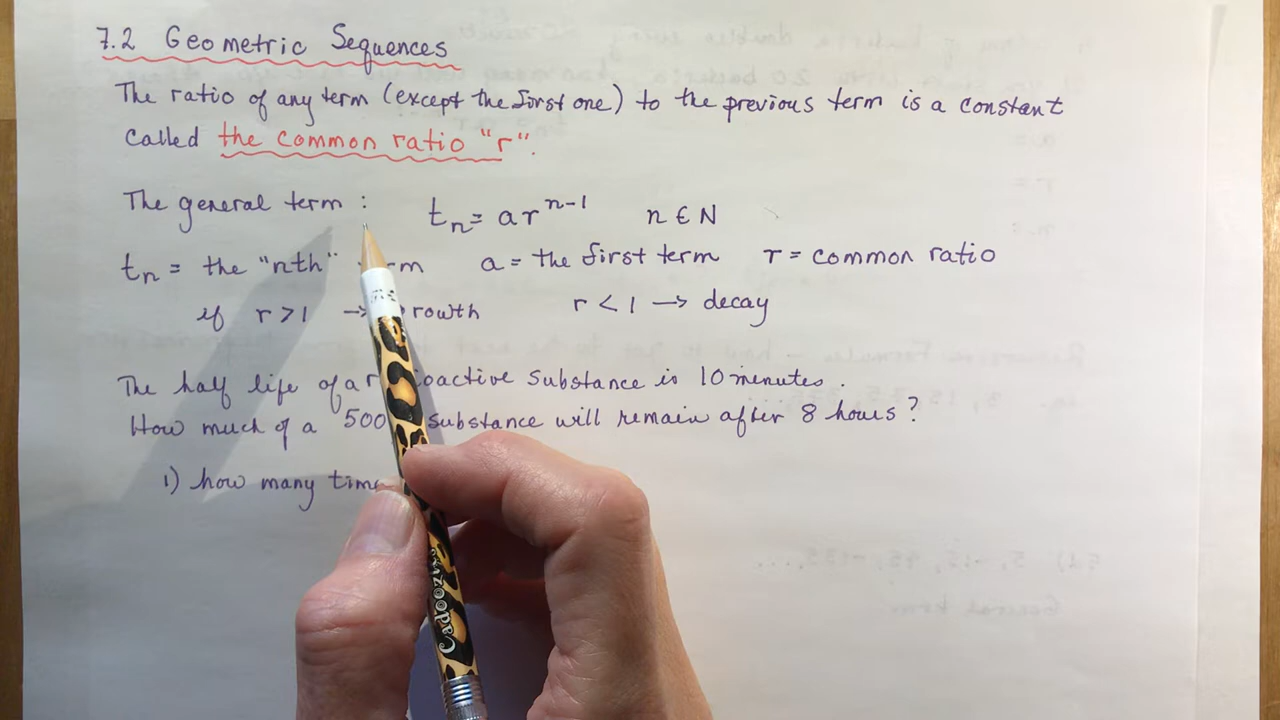 7.2 Geometric Sequences
The ratio of any term (except the first one) to the previous term is a constant
called the common ratio "r".
The general term : tn = ar^n-1 n ∈ N
tn = the "nth" a = the first term r = common ratio
if r > 1 → rowth r < 1 → decay
The half life of a oactive substance is 10 minutes.
How much of a 500 substance will remain after 8 hours?
1) how many time
Cadoozles